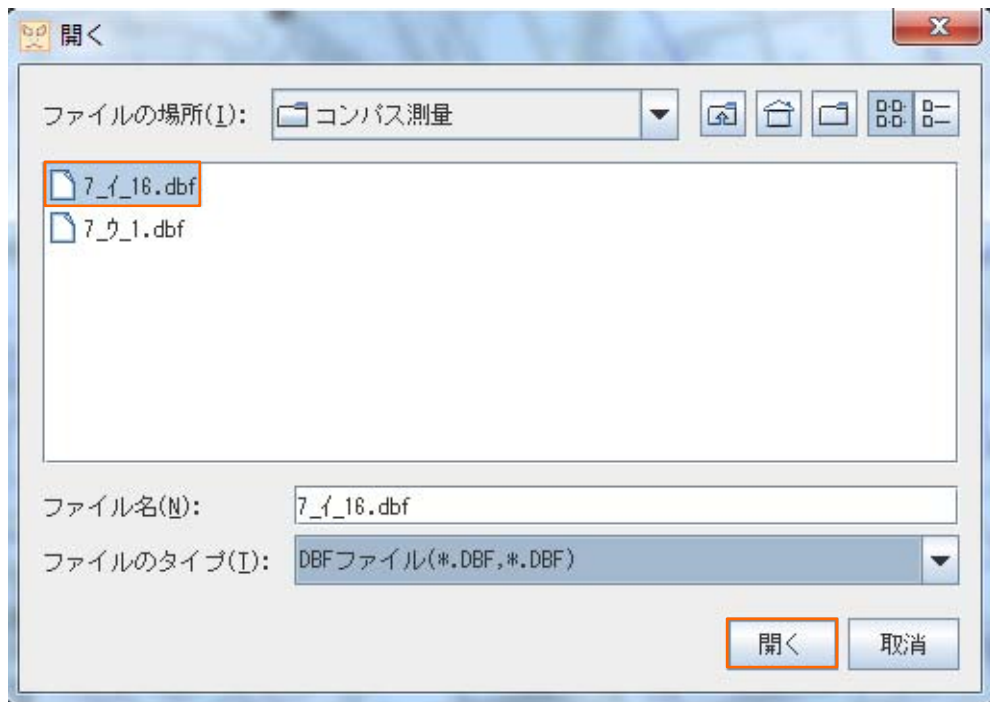 開く
ファイルの場所(I): コンパス測量
7_イ_16.dbf
7_ウ_1.dbf
ファイル名(N): 7_イ_16.dbf
ファイルのタイプ(T): DBFファイル(*.DBF,*.DBF)
開く 取消